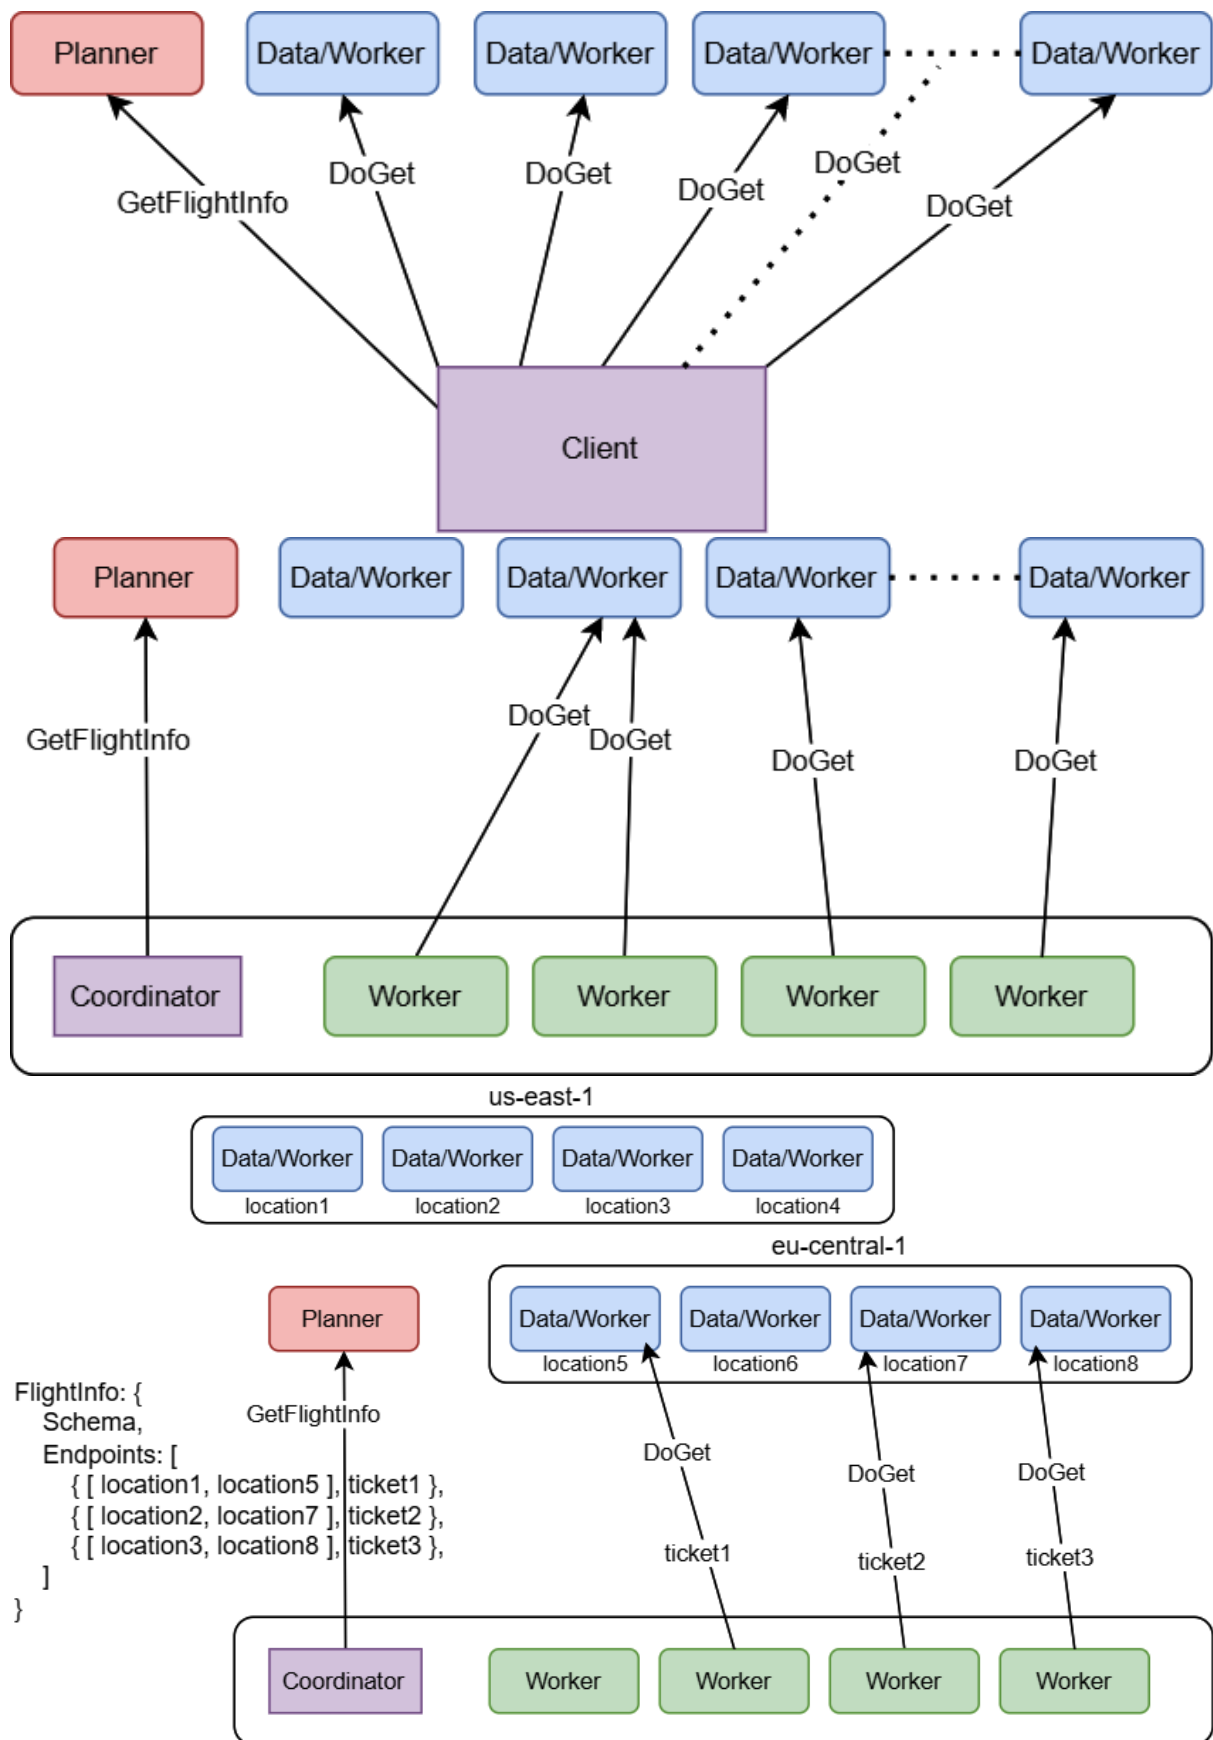 Planner
Data/Worker
Data/Worker
Data/Worker
Data/Worker
GetFlightInfo
DoGet
DoGet
DoGet
DoGet
DoGet
Client
Planner
Data/Worker
Data/Worker
Data/Worker
Data/Worker
GetFlightInfo
DoGet
DoGet
DoGet
DoGet
Coordinator
Worker
Worker
Worker
Worker
us-east-1
Data/Worker
Data/Worker
Data/Worker
Data/Worker
location1
location2
location3
location4
eu-central-1
Planner
Data/Worker
Data/Worker
Data/Worker
Data/Worker
location5
location6
location7
location8
FlightInfo: {
Schema,
Endpoints: [
{ [ location1, location5 ], ticket1 },
{ [ location2, location7 ], ticket2 },
{ [ location3, location8 ], ticket3 },
]
}
GetFlightInfo
DoGet
DoGet
DoGet
ticket1
ticket2
ticket3
Coordinator
Worker
Worker
Worker
Worker